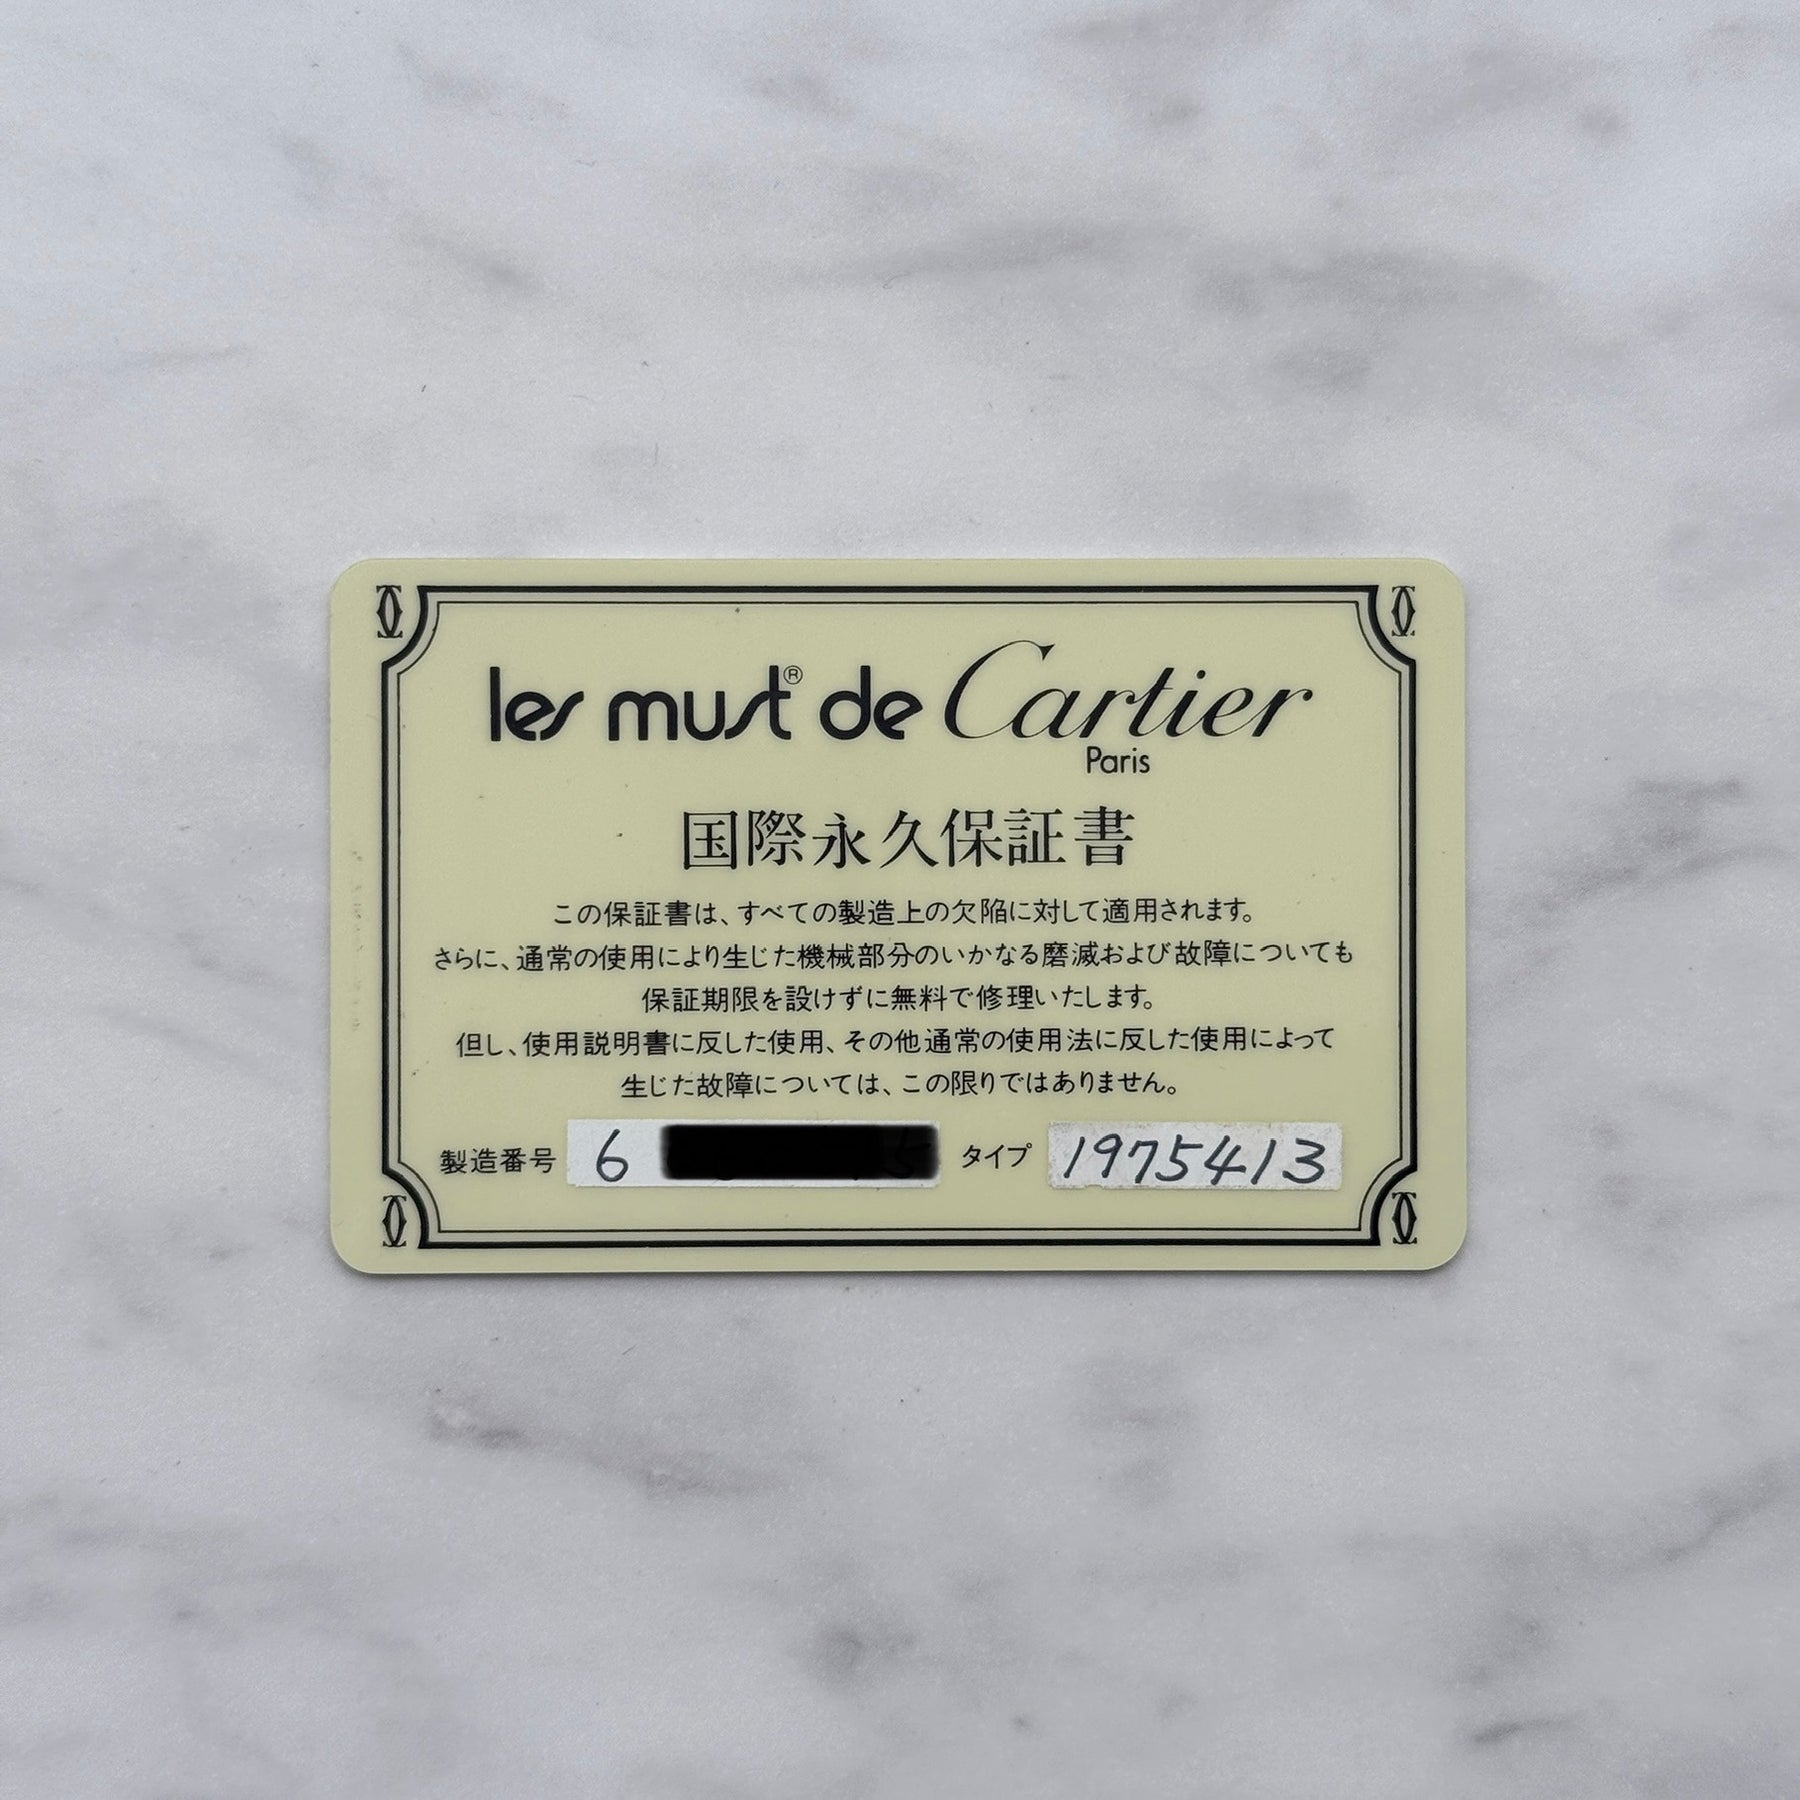 les must® de Cartier
Paris
国際永久保証書
この保証書は、すべての製造上の欠陥に対して適用されます。
さらに、通常の使用により生じた機械部分のいかなる磨滅および故障についても
保証期限を設けずに無料で修理いたします。
但し、使用説明書に反した使用、その他通常の使用法に反した使用によって
生じた故障については、この限りではありません。
製造番号 6 タイプ 1975413